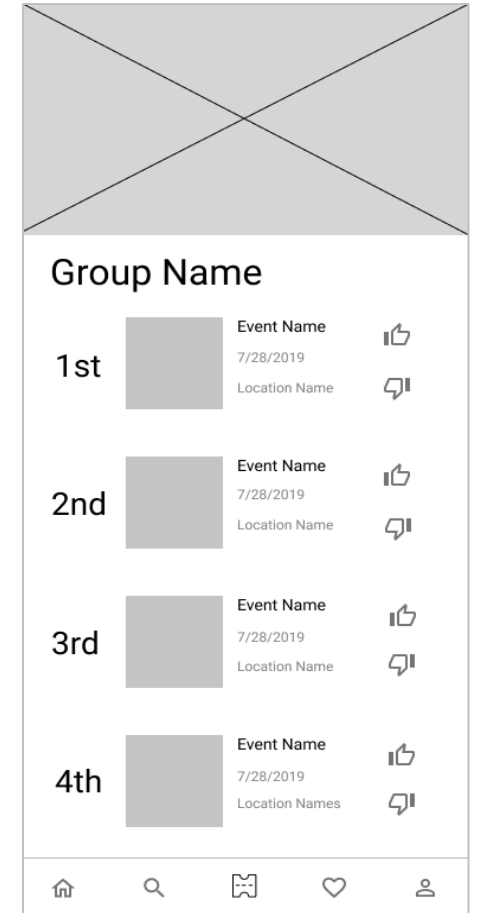 Group Name
1st
Event Name
7/28/2019
Location Name
2nd
Event Name
7/28/2019
Location Name
3rd
Event Name
7/28/2019
Location Name
4th
Event Name
7/28/2019
Location Names